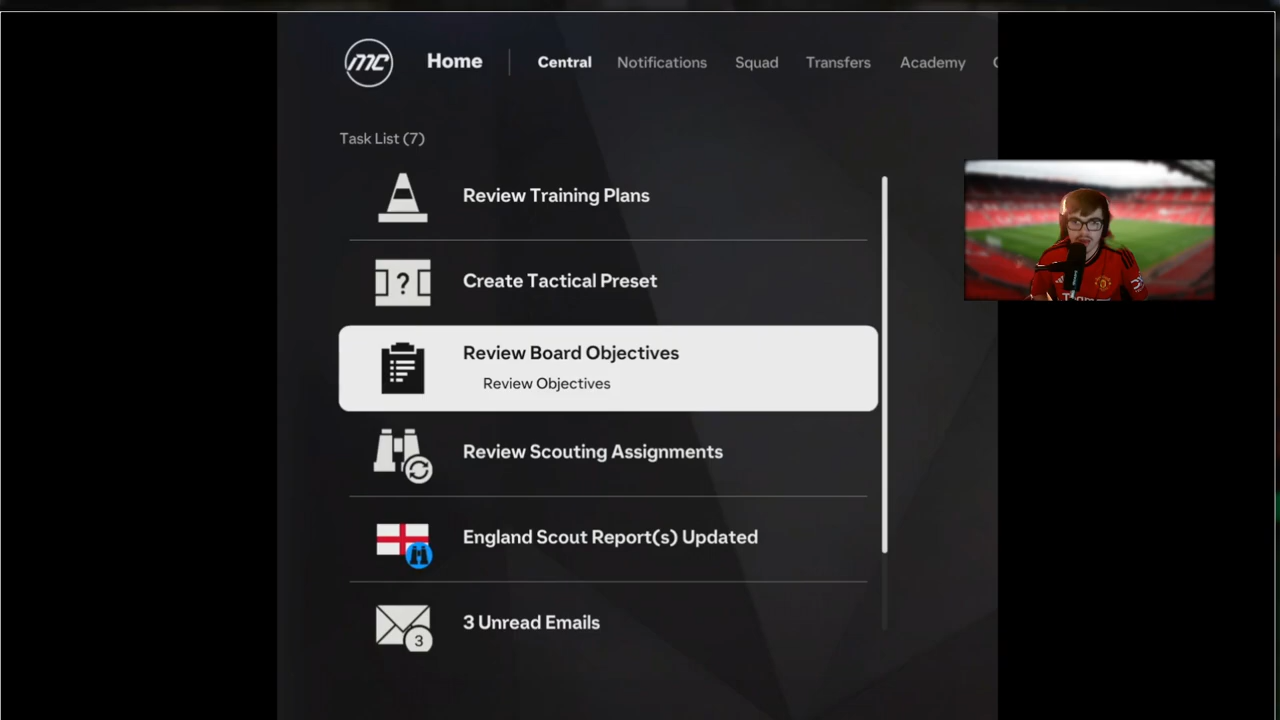 MC
Home
Central
Notifications
Squad
Transfers
Academy
Task List (7)
Review Training Plans
?
Create Tactical Preset
Review Board Objectives
Review Objectives
Review Scouting Assignments
England Scout Report(s) Updated
3 Unread Emails
3